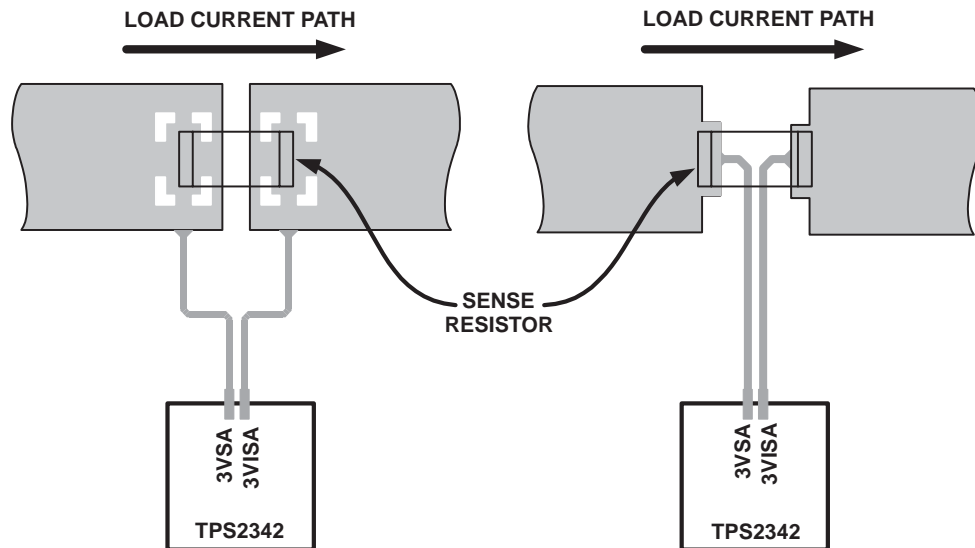 LOAD CURRENT PATH
LOAD CURRENT PATH
SENSE
RESISTOR
3VSA
3VISA
TPS2342
3VSA
3VISA
TPS2342